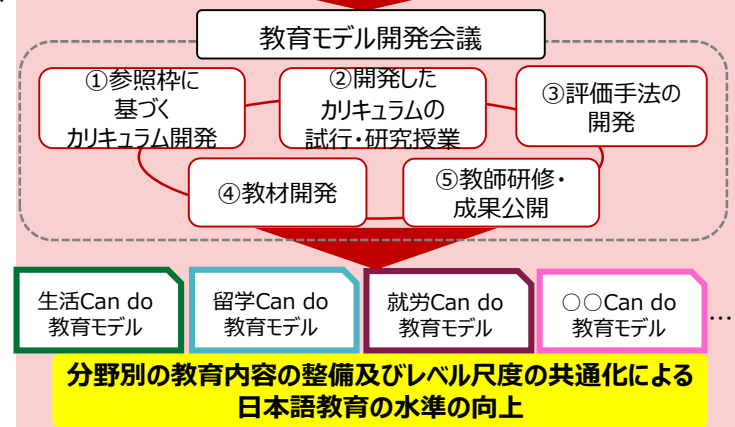 教育モデル開発会議
①参照枠に
基づく
カリキュラム開発
②開発した
カリキュラムの
試行・研究授業
③評価手法の
開発
④教材開発
⑤教師研修・
成果公開
生活Can do
教育モデル
留学Can do
教育モデル
就労Can do
教育モデル
○○Can do
教育モデル
…
分野別の教育内容の整備及びレベル尺度の共通化による
日本語教育の水準の向上